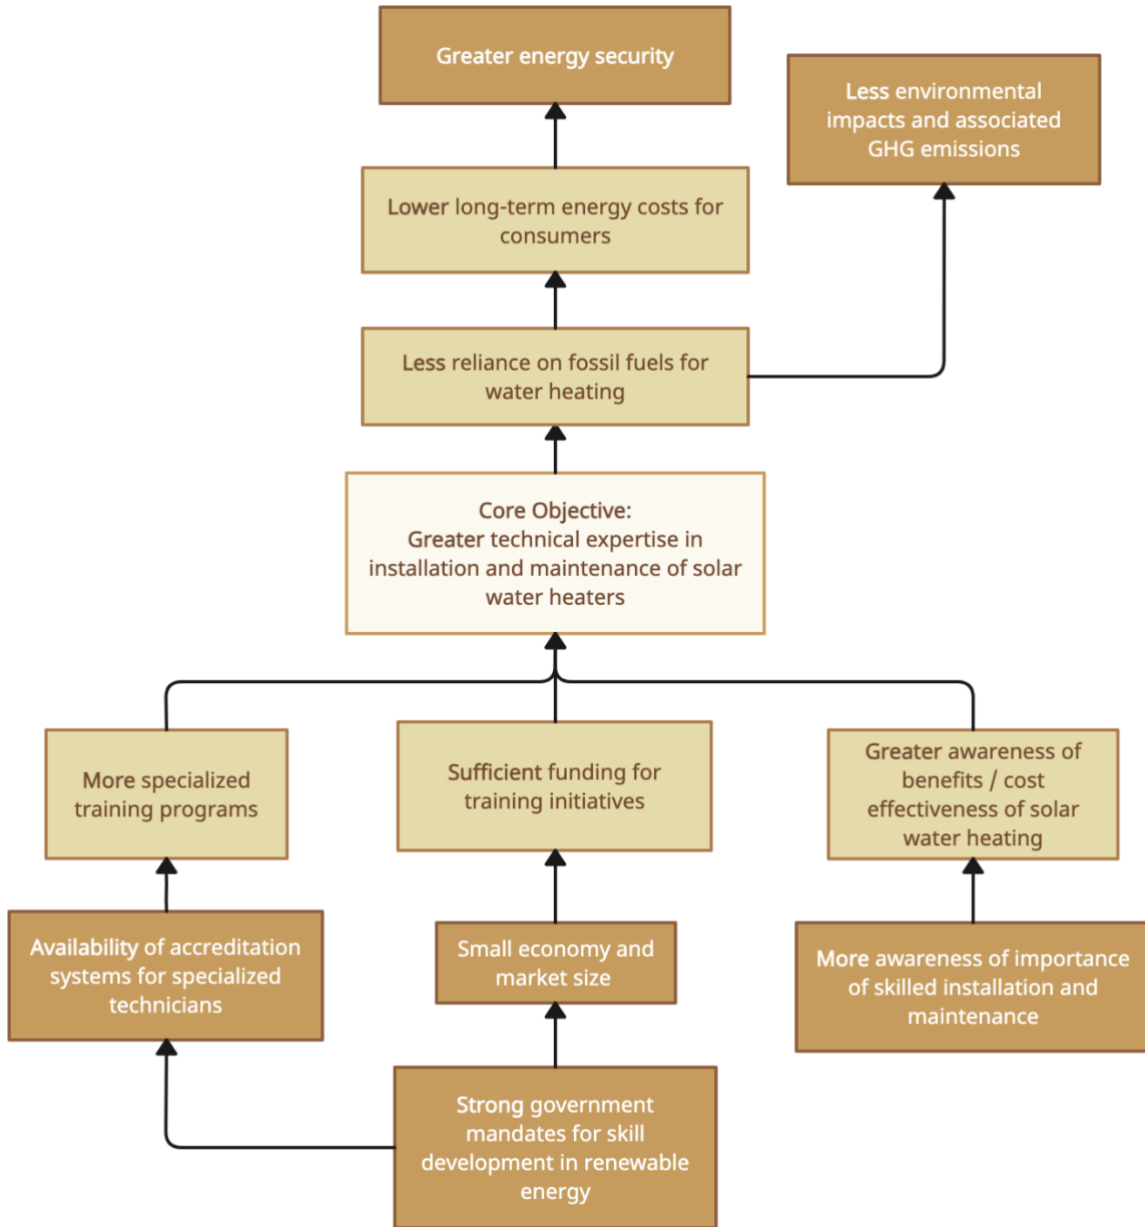 Greater energy security
Less environmental
impacts and associated
GHG emissions
Lower long-term energy costs for
consumers
Less reliance on fossil fuels for
water heating
Core Objective:
Greater technical expertise in
installation and maintenance of solar
water heaters
More specialized
training programs
Sufficient funding for
training initiatives
Greater awareness of
benefits / cost
effectiveness of solar
water heating
Availability of accreditation
systems for specialized
technicians
Small economy and
market size
More awareness of importance
of skilled installation and
maintenance
Strong government
mandates for skill
development in renewable
energy